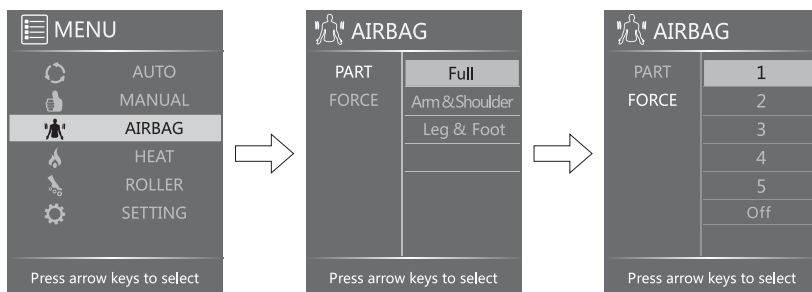 MENU
AUTO
MANUAL
AIRBAG
HEAT
ROLLER
SETTING
Press arrow keys to select
AIRBAG
PART Full
FORCE Arm & Shoulder
Leg & Foot
Press arrow keys to select
AIRBAG
PART 1
FORCE 2
3
4
5
Off
Press arrow keys to select